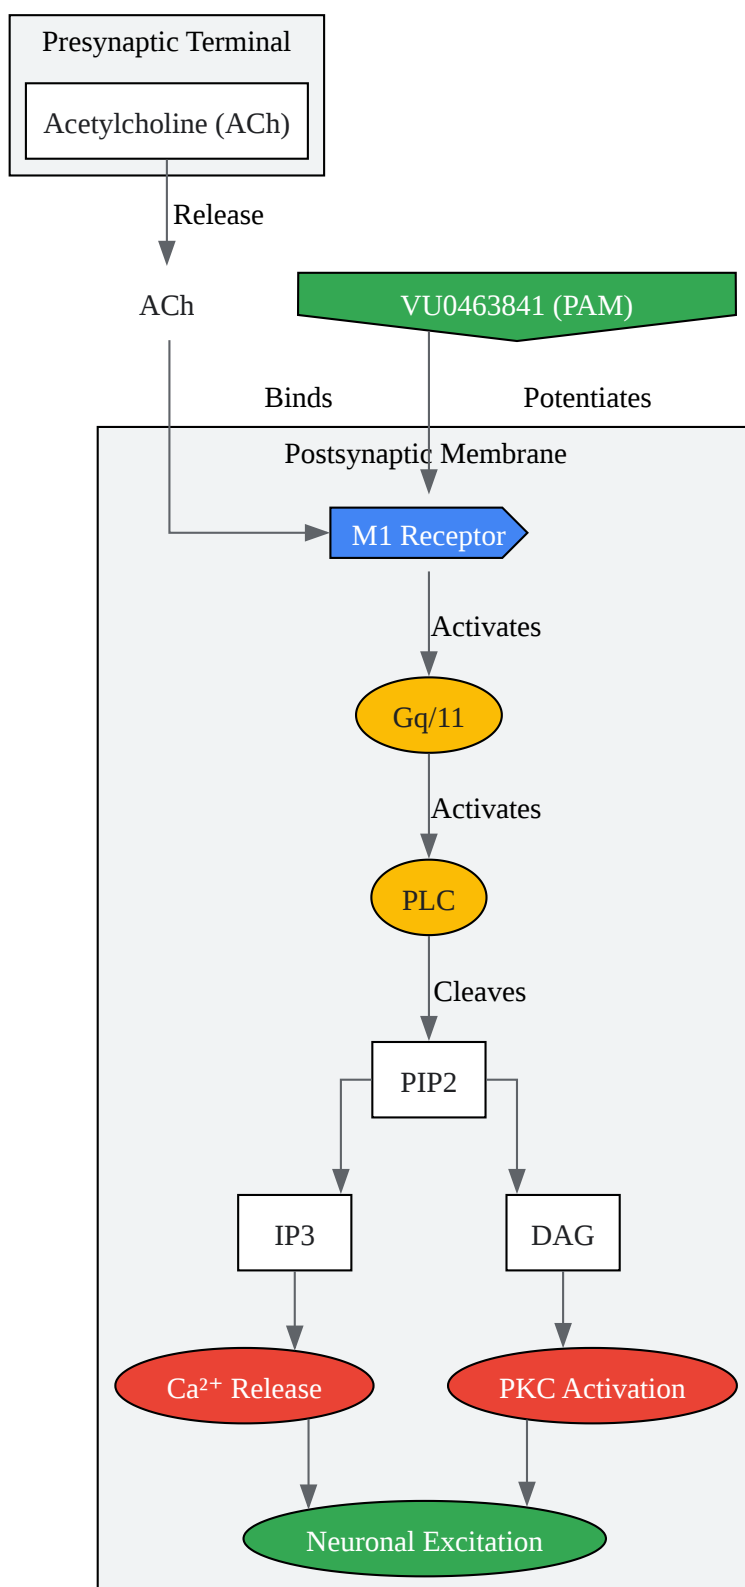 Presynaptic Terminal
Acetylcholine (ACh)
Release
ACh
VU0463841 (PAM)
Binds
Potentiates
Postsynaptic Membrane
M1 Receptor
Activates
Gq/11
Activates
PLC
Cleaves
PIP2
IP3
DAG
Ca²⁺ Release
PKC Activation
Neuronal Excitation